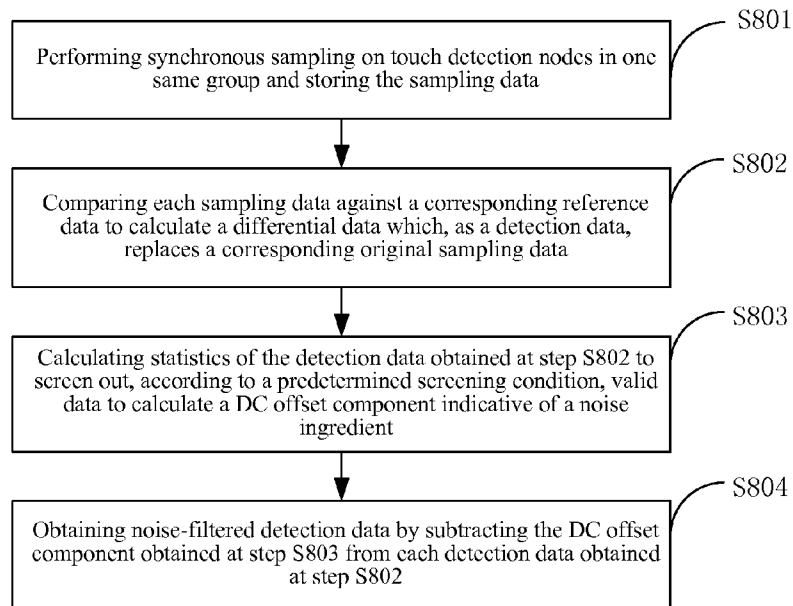 S801
Performing synchronous sampling on touch detection nodes in one
same group and storing the sampling data
S802
Comparing each sampling data against a corresponding reference
data to calculate a differential data which, as a detection data,
replaces a corresponding original sampling data
S803
Calculating statistics of the detection data obtained at step S802 to
screen out, according to a predetermined screening condition, valid
data to calculate a DC offset component indicative of a noise
ingredient
S804
Obtaining noise-filtered detection data by subtracting the DC offset
component obtained at step S803 from each detection data obtained
at step S802